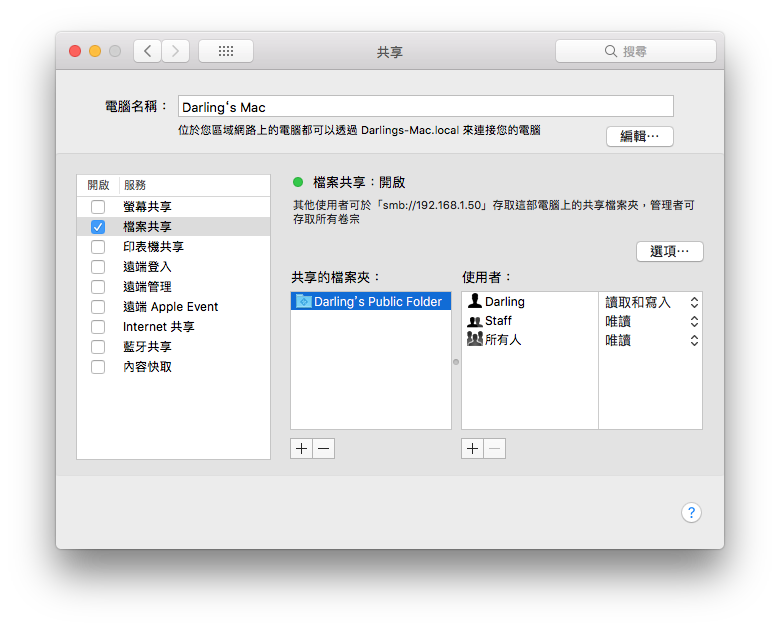 共享
搜尋
電腦名稱：
Darling‘s Mac
位於您區域網路上的電腦都可以透過 Darlings-Mac.local 來連接您的電腦
編輯⋯
開啟 服務
螢幕共享
檔案共享
印表機共享
遠端登入
遠端管理
遠端 Apple Event
Internet 共享
藍牙共享
內容快取
檔案共享：開啟
其他使用者可於「smb://192.168.1.50」存取這部電腦上的共享檔案夾，管理者可
存取所有卷宗
選項⋯
共享的檔案夾：
Darling’s Public Folder
使用者：
Darling 讀取和寫入
Staff 唯讀
所有人 唯讀